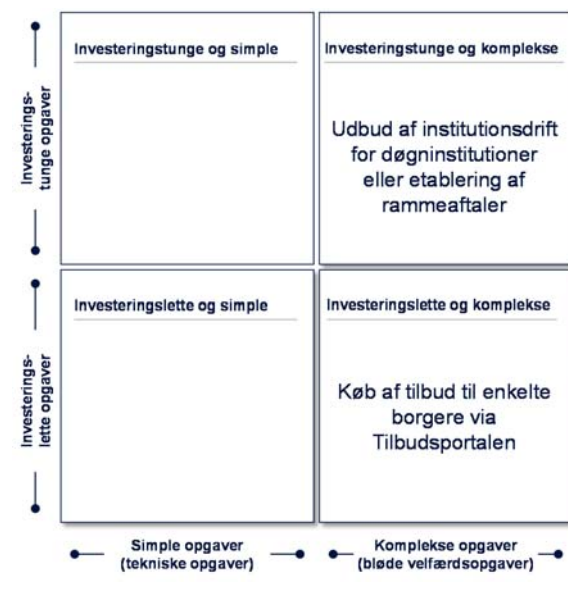 Investeringstunge og simple
Investeringstunge og komplekse
Investerings-
tunge opgaver
Udbud af institutionsdrift
for døgninstitutioner
eller etablering af
rammeaftaler
Investeringslette og simple
Investeringslette og komplekse
Investerings-
lette opgaver
Køb af tilbud til enkelte
borgere via
Tilbudsportalen
Simple opgaver
(tekniske opgaver)
Komplekse opgaver
(bløde velfærdsopgaver)